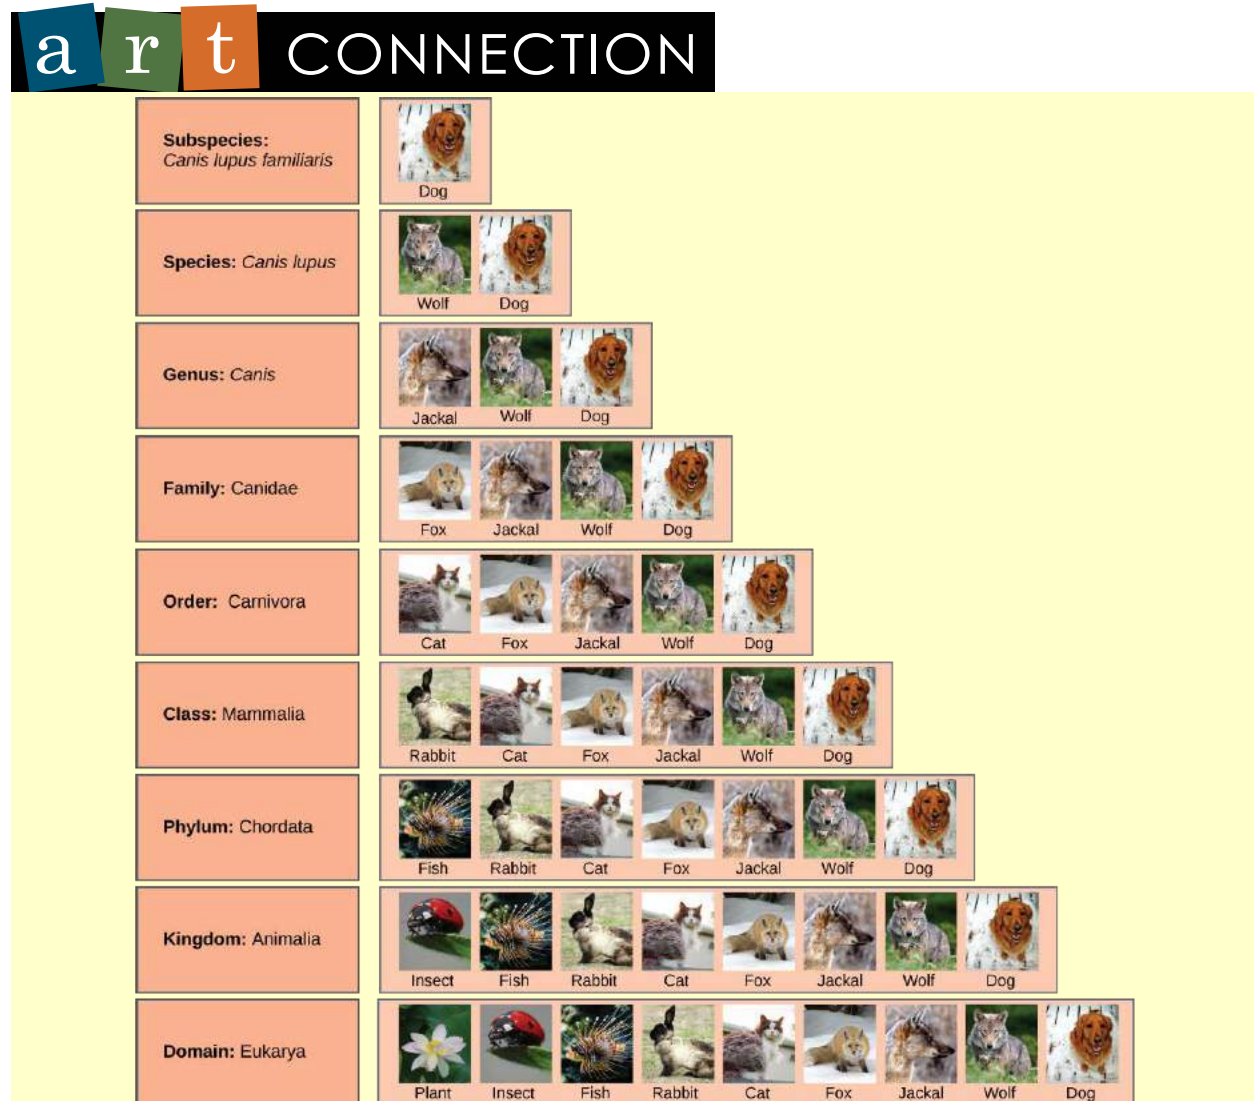 art CONNECTION
Subspecies:
Canis lupus familiaris
Dog
Species: Canis lupus
Wolf Dog
Genus: Canis
Jackal Wolf Dog
Family: Canidae
Fox Jackal Wolf Dog
Order: Carnivora
Cat Fox Jackal Wolf Dog
Class: Mammalia
Rabbit Cat Fox Jackal Wolf Dog
Phylum: Chordata
Fish Rabbit Cat Fox Jackal Wolf Dog
Kingdom: Animalia
Insect Fish Rabbit Cat Fox Jackal Wolf Dog
Domain: Eukarya
Plant Insect Fish Rabbit Cat Fox Jackal Wolf Dog